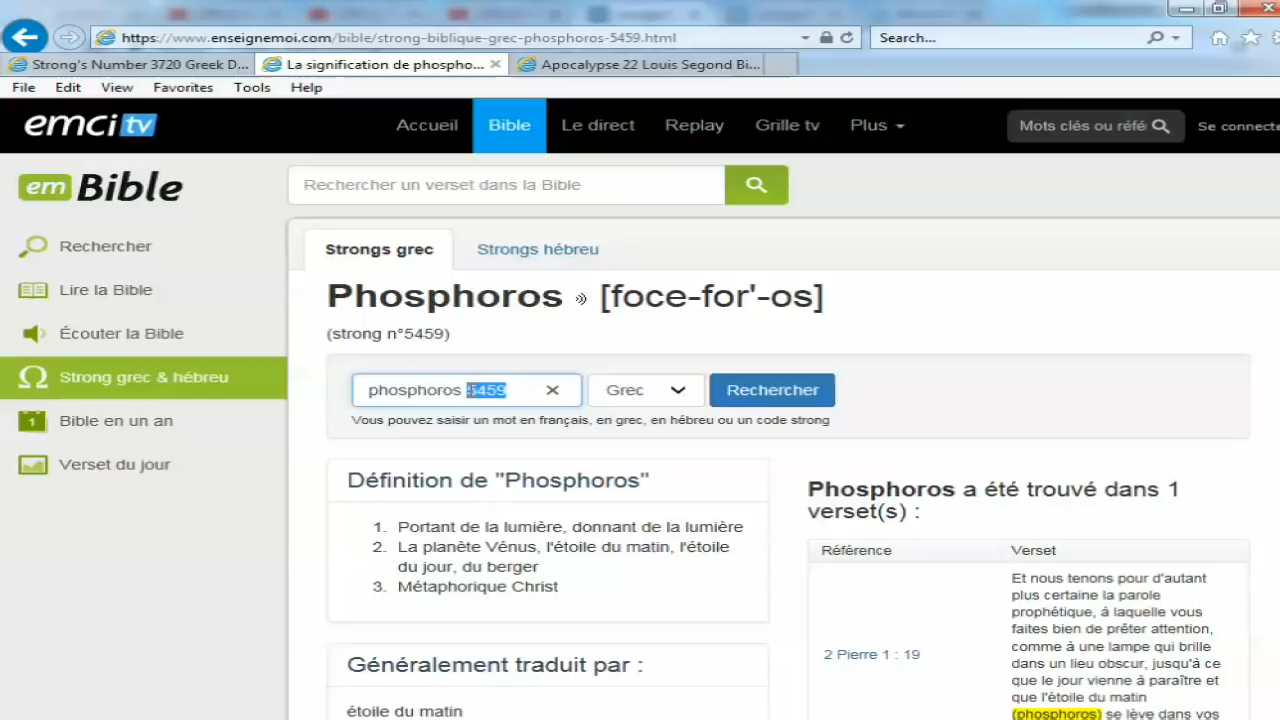 https://www.enseignemoi.com/bible/strong-biblique-grec-phosphoros-5459.html
Search...
Strong's Number 3720 Greek D...
La signification de phospho...
Apocalypse 22 Louis Segond Bi...
File Edit View Favorites Tools Help
emci tv
Accueil Bible Le direct Replay Grille tv Plus
Mots clés ou réfé
Se connecte
em Bible
Rechercher un verset dans la Bible
Rechercher
Lire la Bible
Écouter la Bible
Strong grec & hébreu
1
Bible en un an
Verset du jour
Strongs grec Strongs hébreu
Phosphoros [foce-for'-os]
(strong n°5459)
phosphoros 5459
Grec
Rechercher
Vous pouvez saisir un mot en français, en grec, en hébreu ou un code strong
Définition de "Phosphoros"
1. Portant de la lumière, donnant de la lumière
2. La planète Vénus, l'étoile du matin, l'étoile
du jour, du berger
3. Métaphorique Christ
Généralement traduit par :
étoile du matin
Phosphoros a été trouvé dans 1
verset(s) :
Référence Verset
2 Pierre 1 : 19
Et nous tenons pour d'autant
plus certaine la parole
prophétique, à laquelle vous
faites bien de prêter attention,
comme à une lampe qui brille
dans un lieu obscur, jusqu'à ce
que le jour vienne à paraître et
que l'étoile du matin
(phosphoros) se lève dans vos